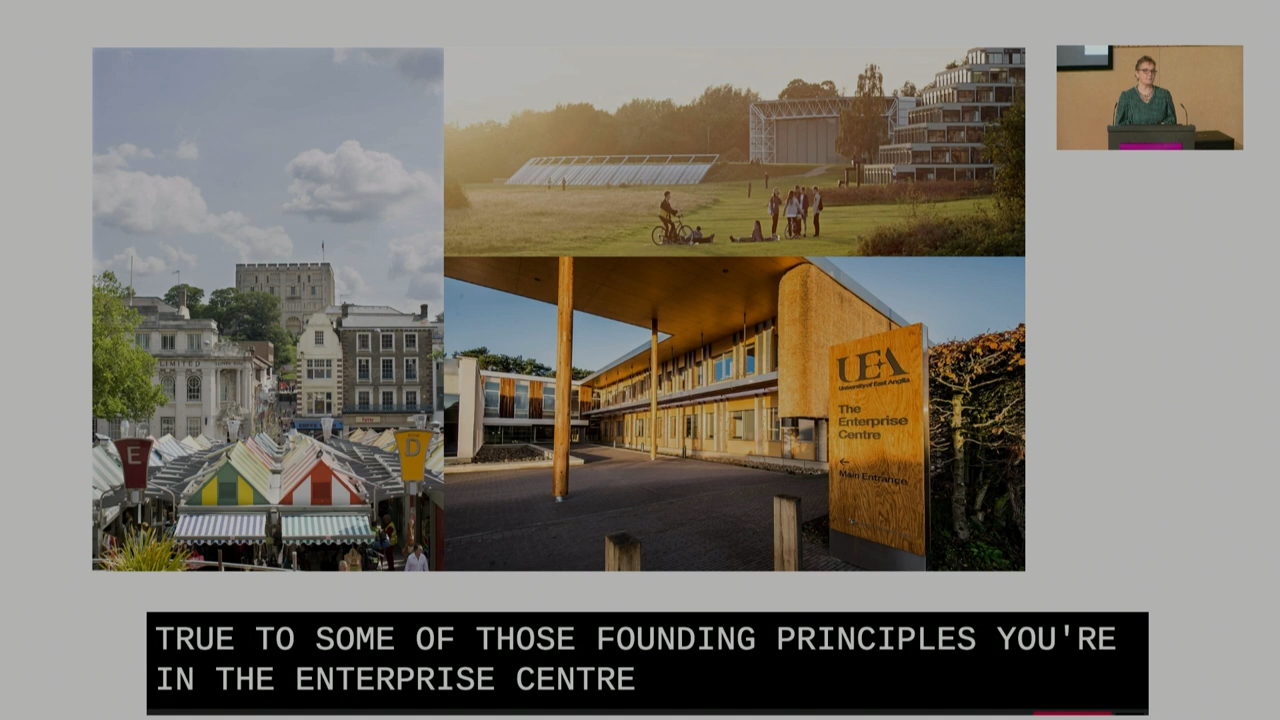 LIMITED
E
D
UEA
University of East Anglia
The
Enterprise
Centre
Main Entrance
TRUE TO SOME OF THOSE FOUNDING PRINCIPLES YOU'RE
IN THE ENTERPRISE CENTRE